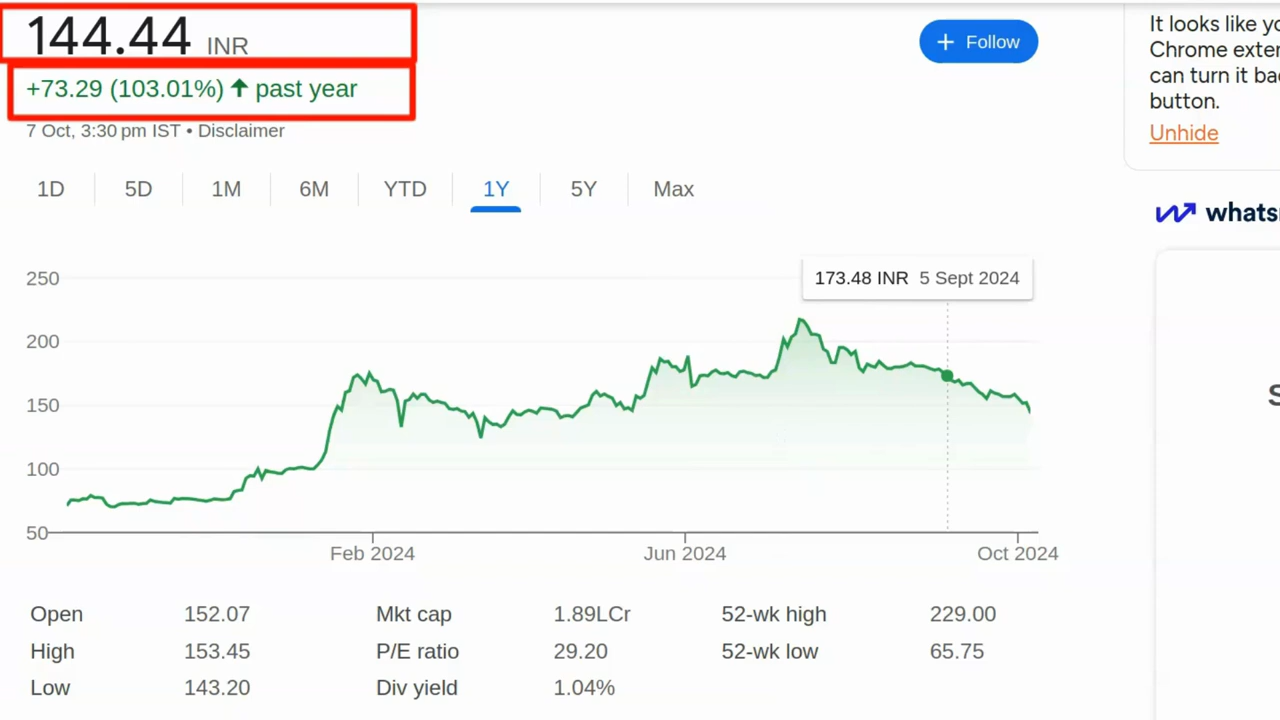 144.44 INR
+73.29 (103.01%) ↑ past year
7 Oct, 3:30 pm IST • Disclaimer
+ Follow
It looks like yo
Chrome exter
can turn it bac
button.
Unhide
1D 5D 1M 6M YTD 1Y 5Y Max
whats
250
200
150
100
50
173.48 INR 5 Sept 2024
Feb 2024 Jun 2024 Oct 2024
Open 152.07 Mkt cap 1.89LCr 52-wk high 229.00
High 153.45 P/E ratio 29.20 52-wk low 65.75
Low 143.20 Div yield 1.04%